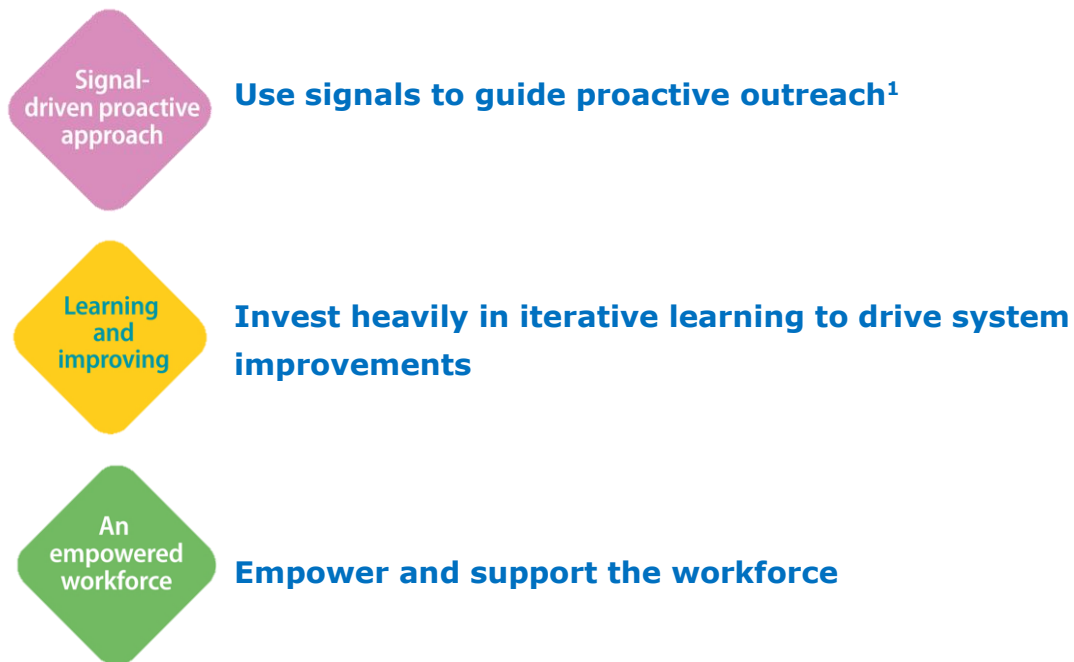 Signal-
driven proactive
approach
Use signals to guide proactive outreach¹
Learning
and
improving
Invest heavily in iterative learning to drive system
improvements
An
empowered
workforce
Empower and support the workforce